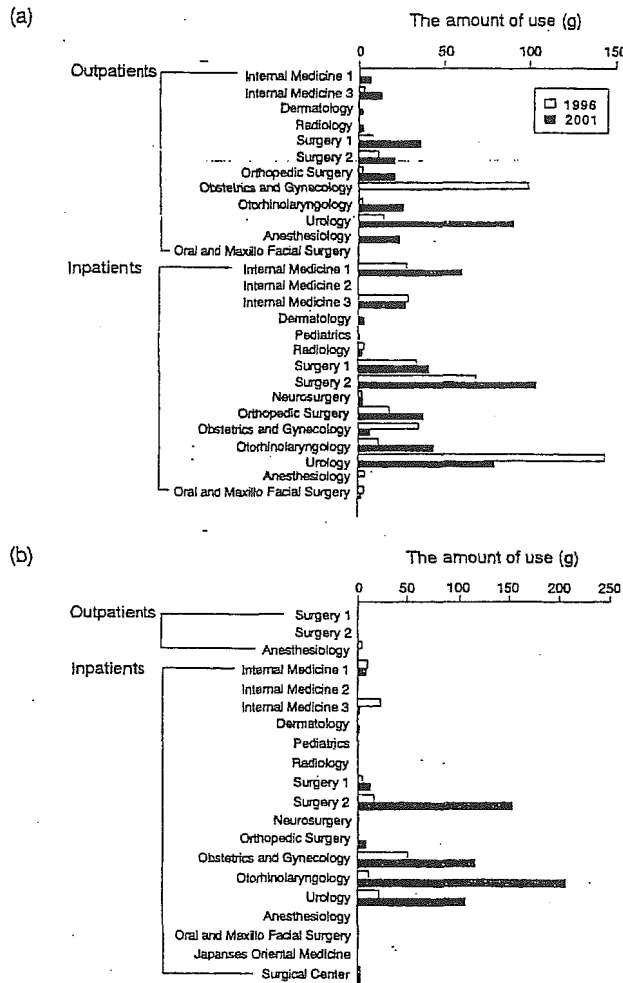 (a)
The amount of use (g)
0 50 100 150
Outpatients
Internal Medicine 1
Internal Medicine 3
Dermatology
Radiology
Surgery 1
Surgery 2
Orthopedic Surgery
Obstetrics and Gynecology
Otorhinolaryngology
Urology
Anesthesiology
Oral and Maxillo Facial Surgery
1996
2001
Inpatients
Internal Medicine 1
Internal Medicine 2
Internal Medicine 3
Dermatology
Pediatrics
Radiology
Surgery 1
Surgery 2
Neurosurgery
Orthopedic Surgery
Obstetrics and Gynecology
Otorhinolaryngology
Urology
Anesthesiology
Oral and Maxillo Facial Surgery
(b)
The amount of use (g)
0 50 100 150 200 250
Outpatients
Surgery 1
Surgery 2
Anesthesiology
Inpatients
Internal Medicine 1
Internal Medicine 2
Internal Medicine 3
Dermatology
Pediatrics
Radiology
Surgery 1
Surgery 2
Neurosurgery
Orthopedic Surgery
Obstetrics and Gynecology
Otorhinolaryngology
Urology
Anesthesiology
Oral and Maxillo Facial Surgery
Japanses Oriental Medicine
Surgical Center